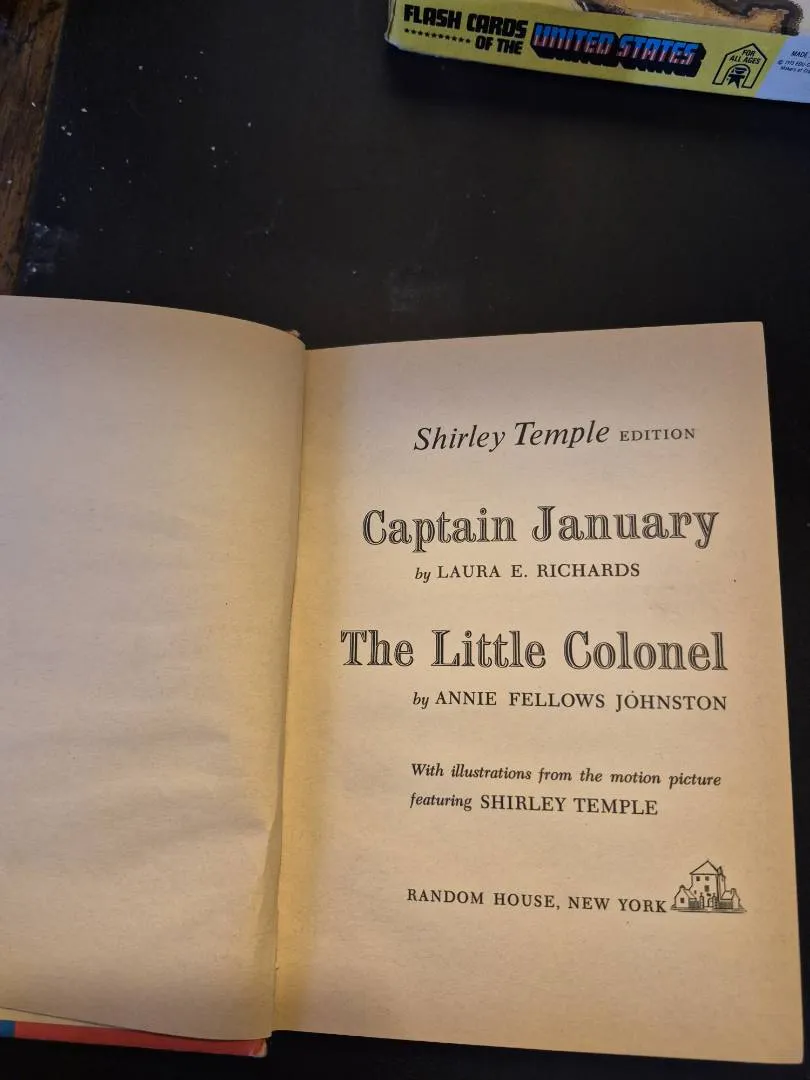 FLASH CARDS
OF THE UNITED STATES
FOR
ALL AGES
MADE
Shirley Temple EDITION
Captain January
by LAURA E. RICHARDS
The Little Colonel
by ANNIE FELLOWS JOHNSTON
With illustrations from the motion picture
featuring SHIRLEY TEMPLE
RANDOM HOUSE, NEW YORK